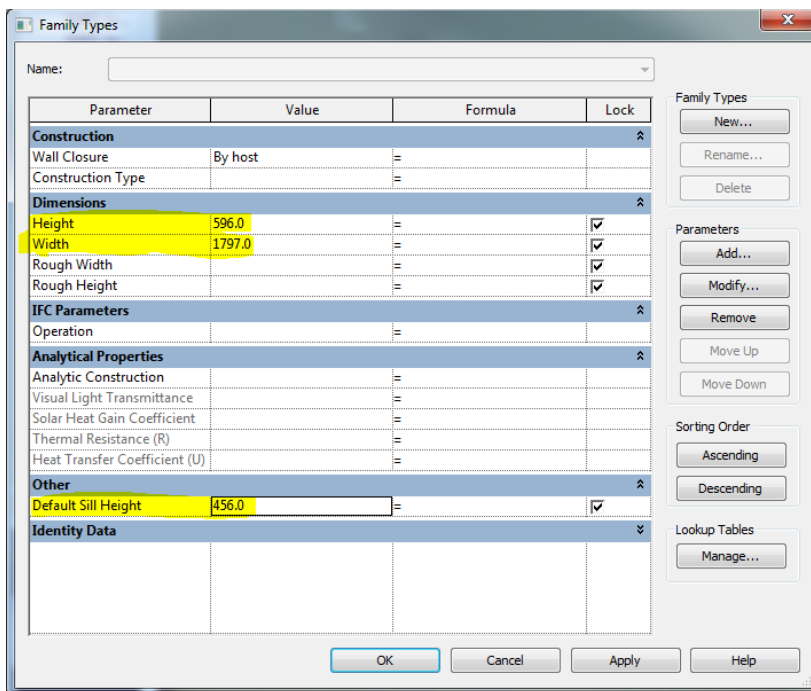 Family Types
Name:
Parameter Value Formula Lock
Construction
Wall Closure By host =
Construction Type =
Dimensions
Height 596.0 =
Width 1797.0 =
Rough Width =
Rough Height =
IFC Parameters
Operation =
Analytical Properties
Analytic Construction =
Visual Light Transmittance =
Solar Heat Gain Coefficient =
Thermal Resistance (R) =
Heat Transfer Coefficient (U) =
Other
Default Sill Height 456.0 =
Identity Data
Family Types
New...
Rename...
Delete
Parameters
Add...
Modify...
Remove
Move Up
Move Down
Sorting Order
Ascending
Descending
Lookup Tables
Manage...
OK Cancel Apply Help